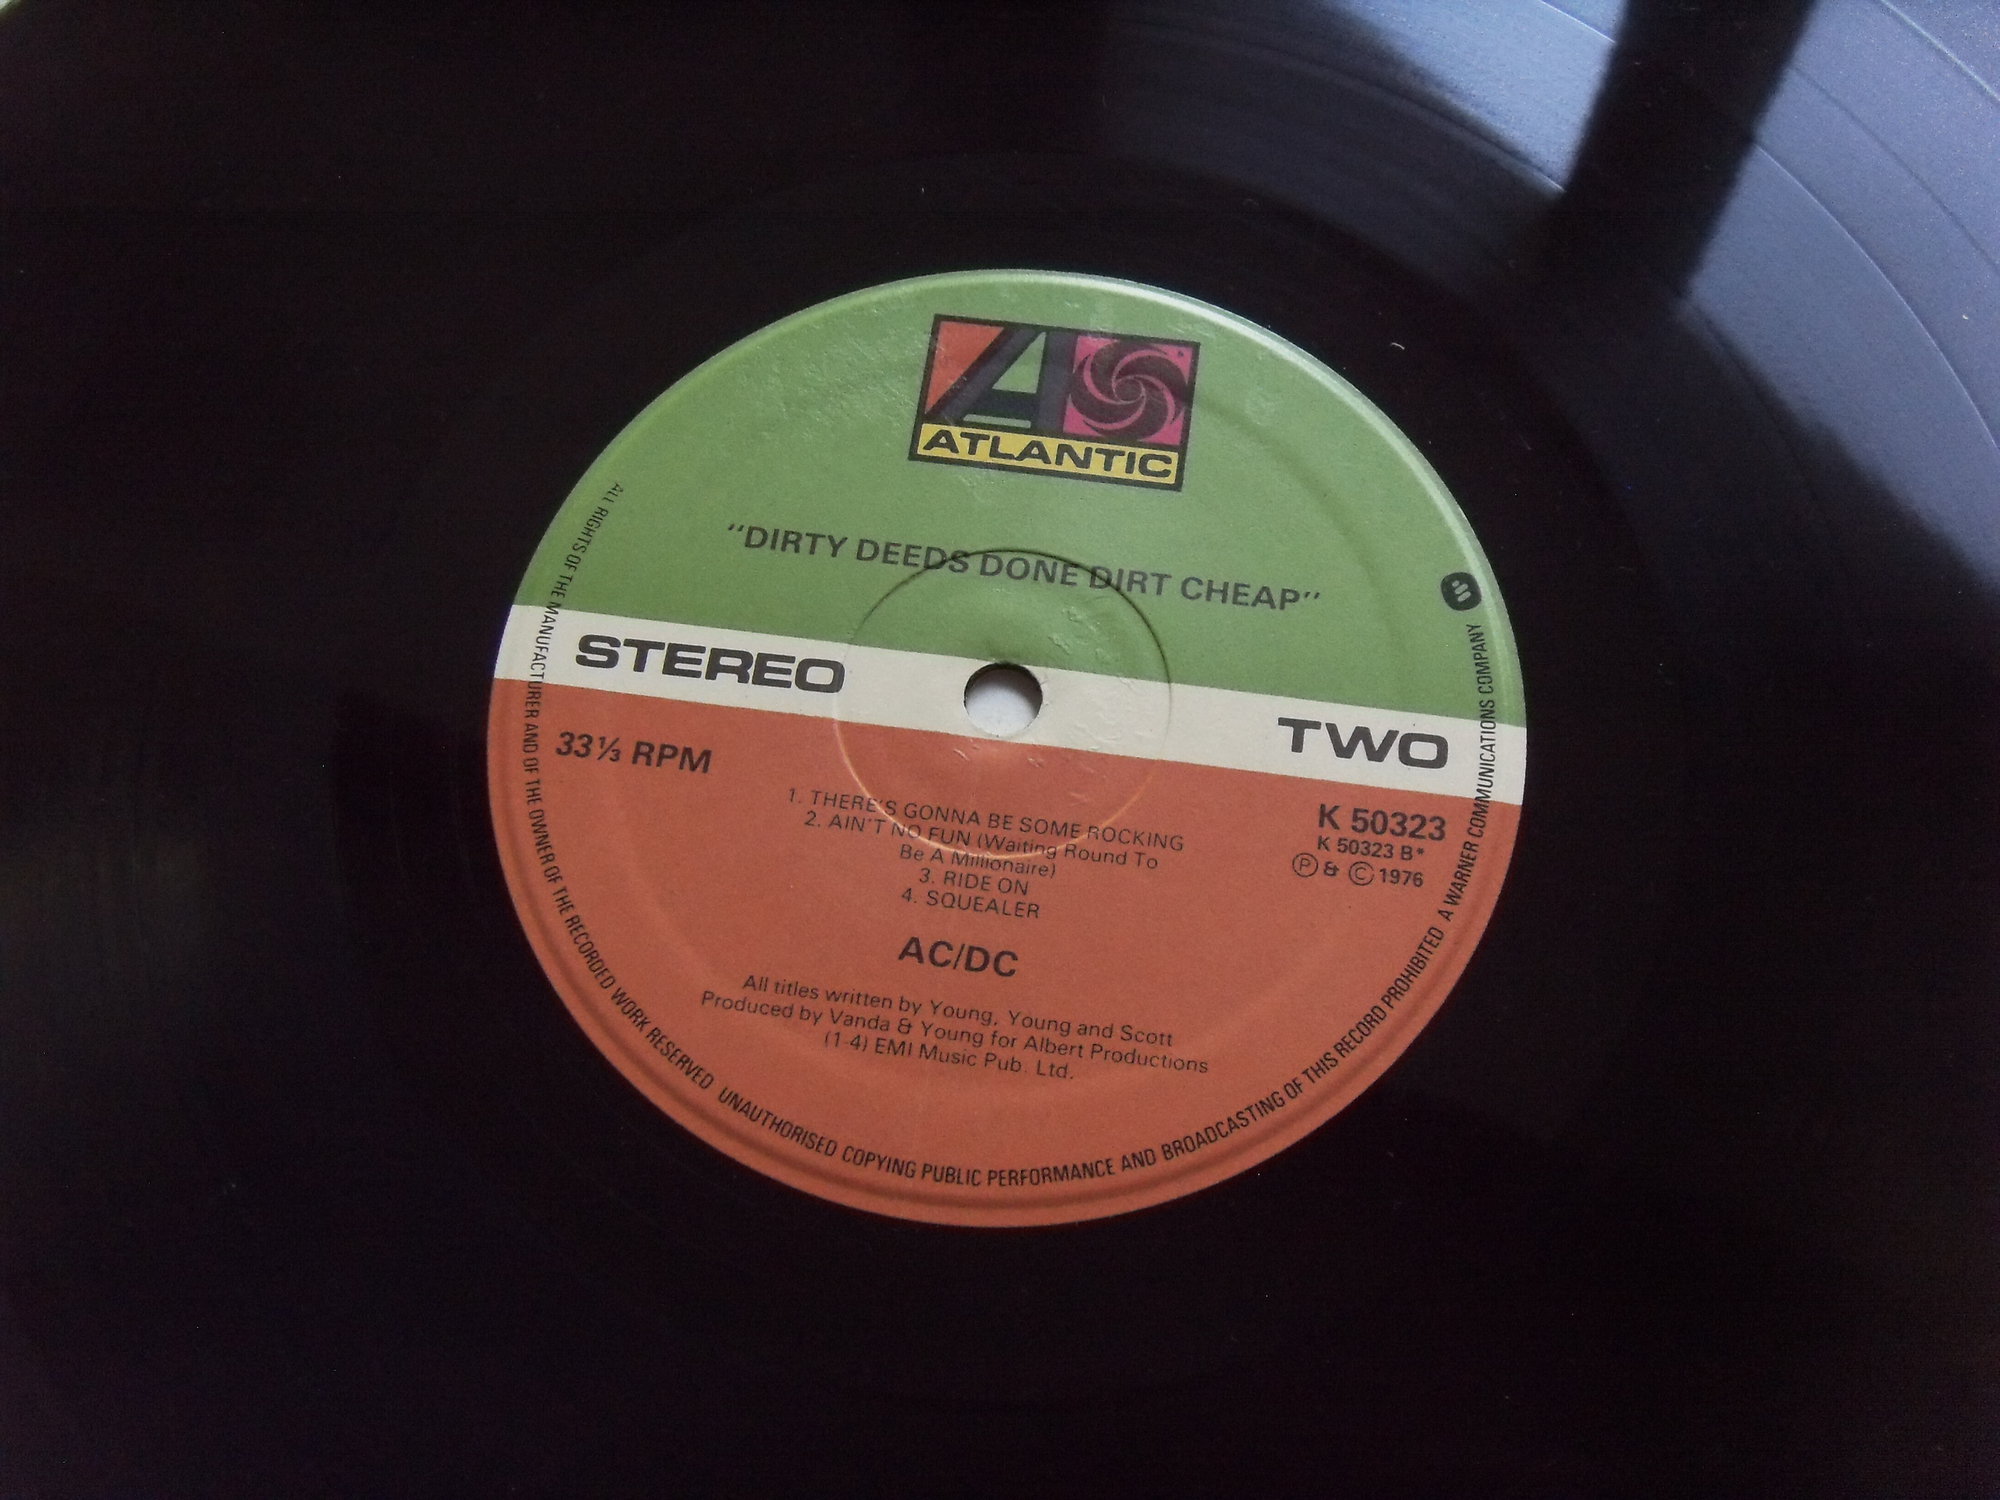 ATLANTIC
"DIRTY DEEDS DONE DIRT CHEAP"
STEREO
TWO
33⅓ RPM
K 50323
K 50323 B*
Ⓟ & Ⓒ 1976
1. THERE'S GONNA BE SOME ROCKING
2. AIN'T NO FUN (Waiting Round To
Be A Millionaire)
3. RIDE ON
4. SQUEALER
AC/DC
All titles written by Young, Young and Scott
Produced by Vanda & Young for Albert Productions
(1-4) EMI Music Pub. Ltd.
ALL RIGHTS OF THE MANUFACTURER AND OF THE OWNER OF THE RECORDED WORK RESERVED UNAUTHORISED COPYING PUBLIC PERFORMANCE AND BROADCASTING OF THIS RECORD PROHIBITED A WARNER COMMUNICATIONS COMPANY